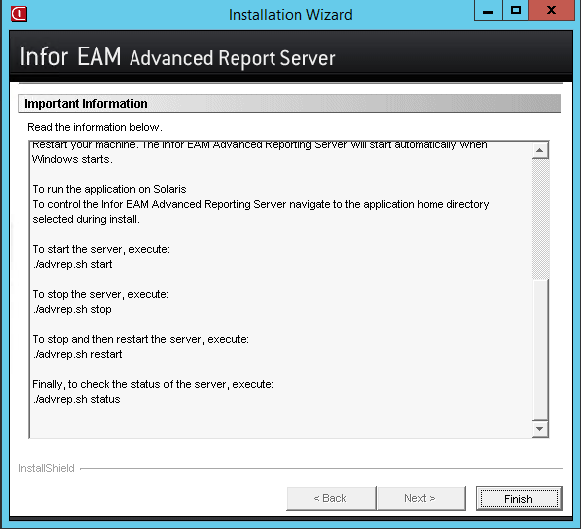 Installation Wizard
Infor EAM Advanced Report Server
Important Information
Read the information below.
Restart your machine. The Infor EAM Advanced Reporting Server will start automatically when
Windows starts.
To run the application on Solaris
To control the Infor EAM Advanced Reporting Server navigate to the application home directory
selected during install.
To start the server, execute:
./advrep.sh start
To stop the server, execute:
./advrep.sh stop
To stop and then restart the server, execute:
./advrep.sh restart
Finally, to check the status of the server, execute:
./advrep.sh status
InstallShield
< Back
Next >
Finish